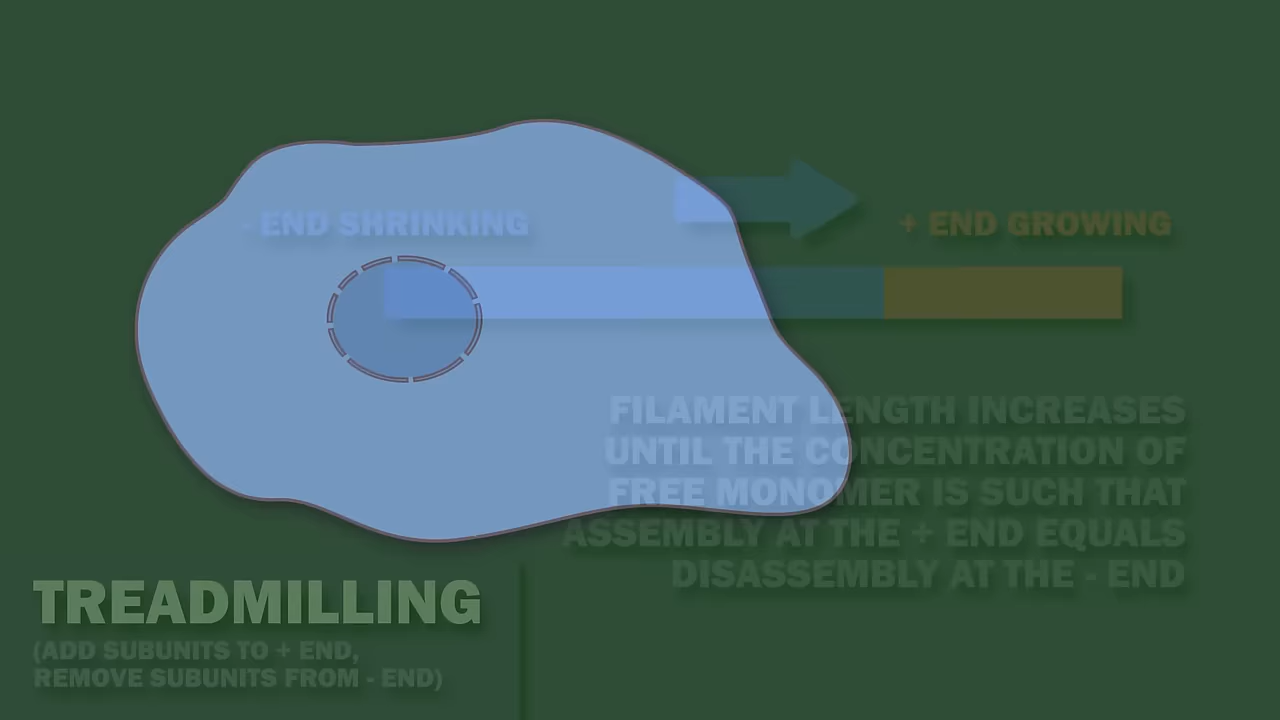 - END SHRINKING
+ END GROWING
FILAMENT LENGTH INCREASES
UNTIL THE CONCENTRATION OF
FREE MONOMER IS SUCH THAT
ASSEMBLY AT THE + END EQUALS
DISASSEMBLY AT THE - END
TREADMILLING
(ADD SUBUNITS TO + END,
REMOVE SUBUNITS FROM - END)